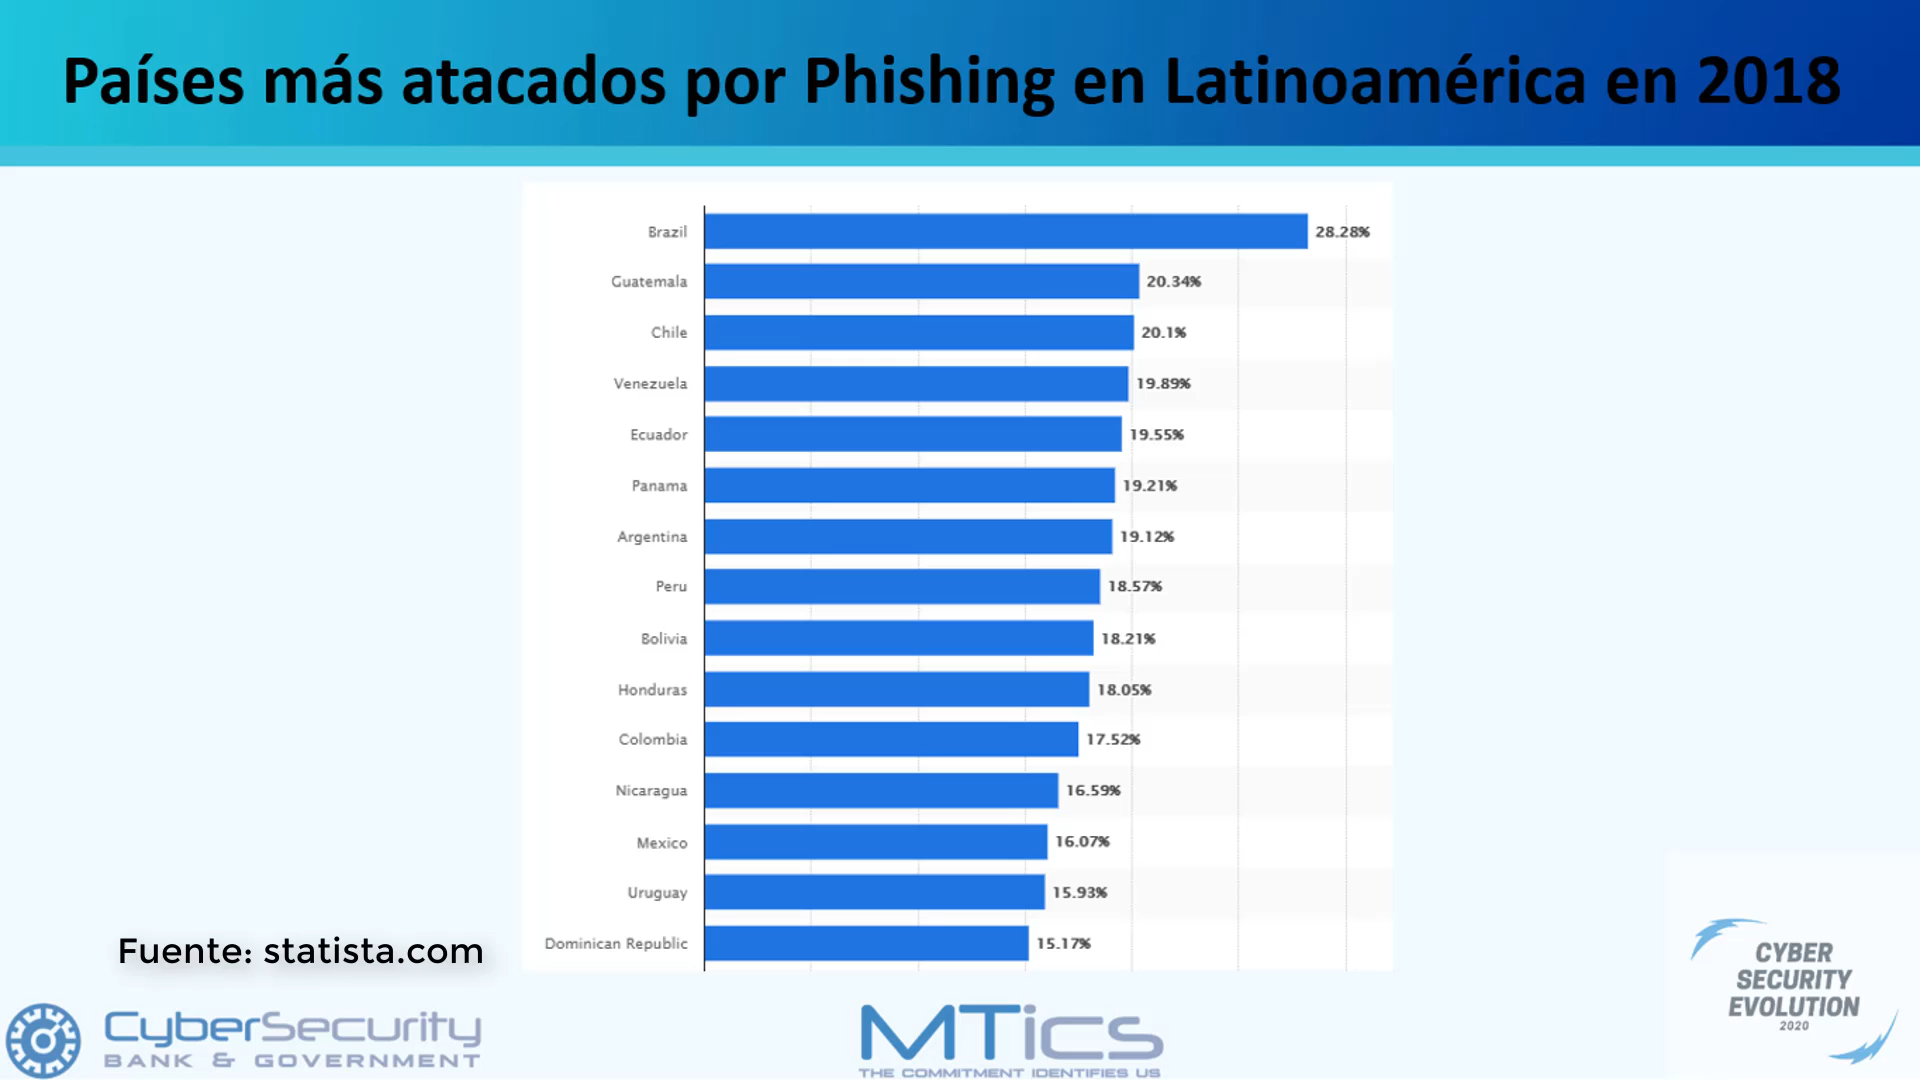 Países más atacados por Phishing en Latinoamérica en 2018
Brazil 28.28%
Guatemala 20.34%
Chile 20.1%
Venezuela 19.89%
Ecuador 19.55%
Panama 19.21%
Argentina 19.12%
Peru 18.57%
Bolivia 18.21%
Honduras 18.05%
Colombia 17.52%
Nicaragua 16.59%
Mexico 16.07%
Uruguay 15.93%
Dominican Republic 15.17%
Fuente: statista.com
CyberSecurity
BANK & GOVERNMENT
MTiCS
THE COMMITMENT IDENTIFIES US
CYBER
SECURITY
EVOLUTION
2020